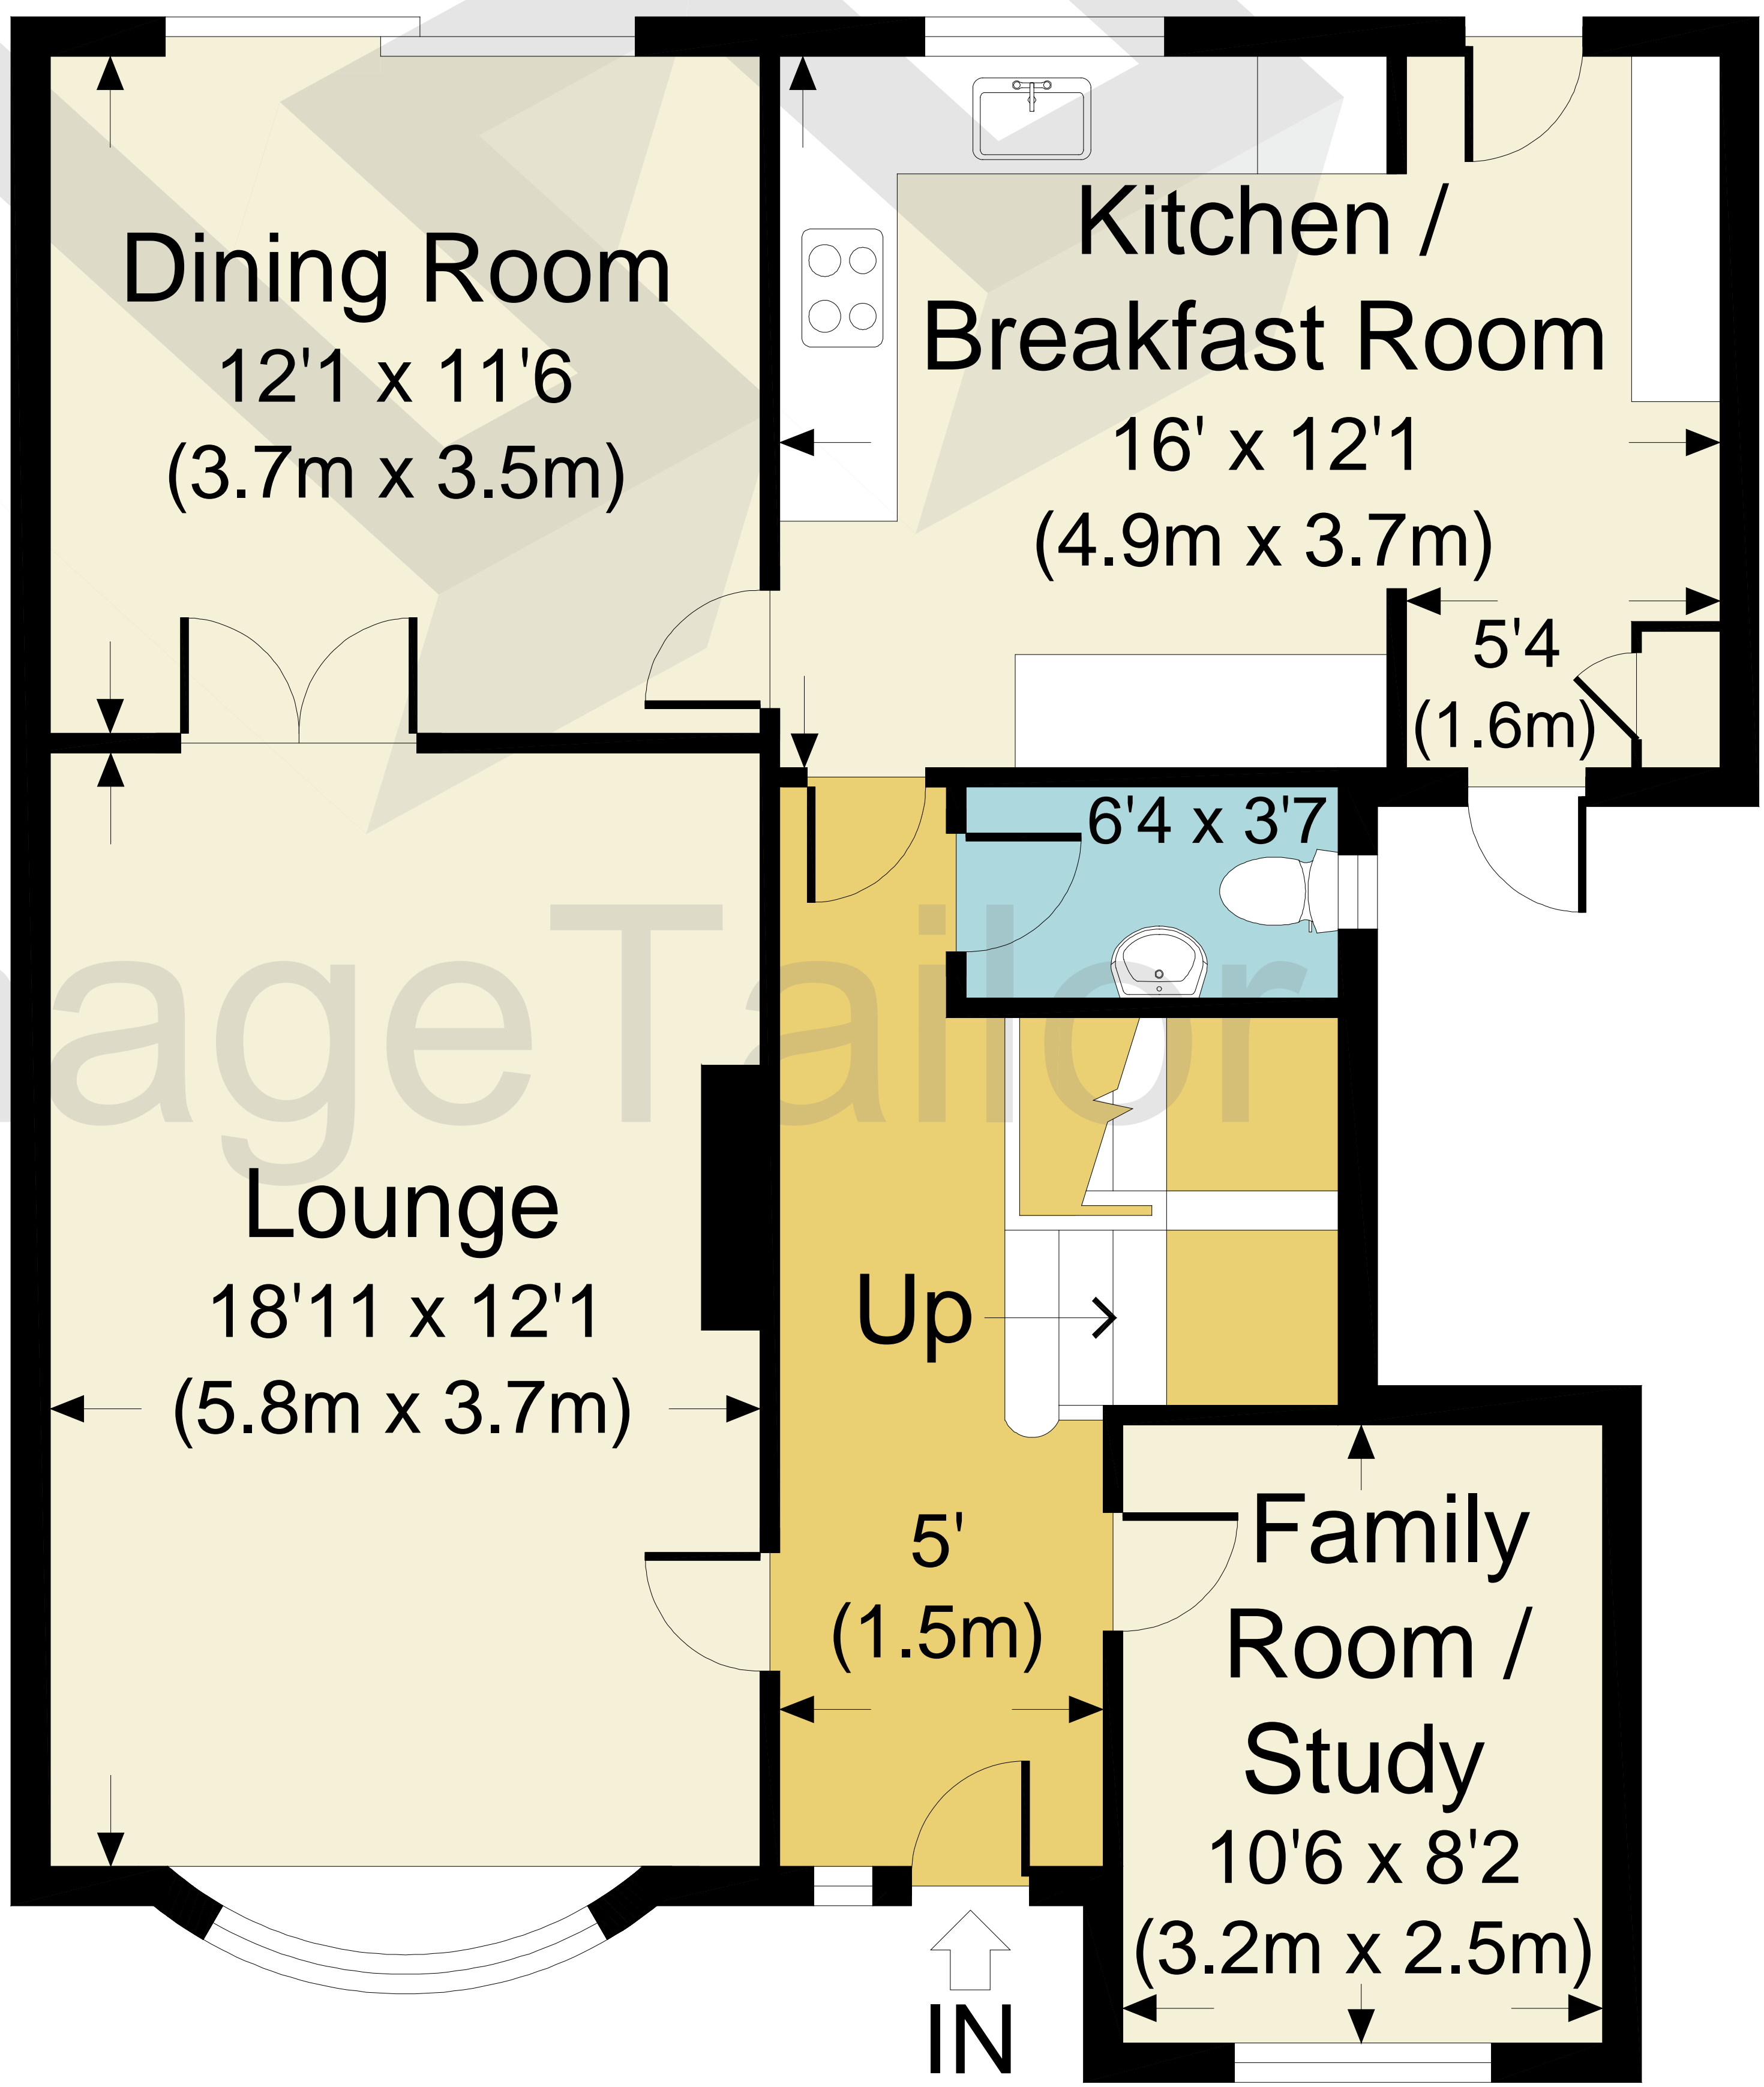 Dining Room
12'1 x 11'6
(3.7m x 3.5m)
Kitchen /
Breakfast Room
16' x 12'1
(4.9m x 3.7m)
5'4
(1.6m)
6'4 x 3'7
ageTailor
Lounge
18'11 x 12'1
(5.8m x 3.7m)
Up
5'
(1.5m)
Family
Room /
Study
10'6 x 8'2
(3.2m x 2.5m)
IN